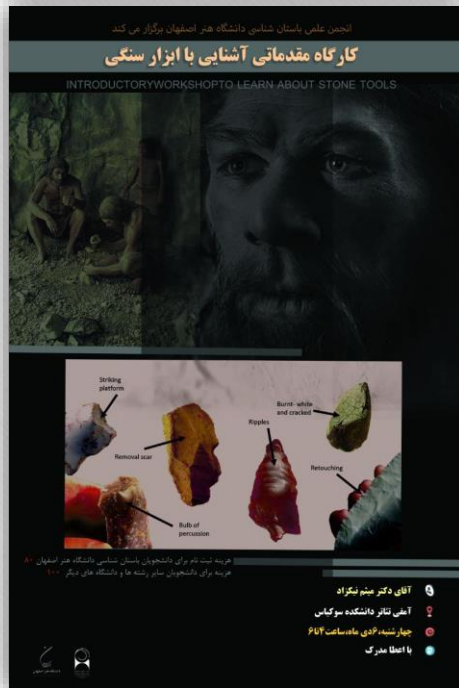 انجمن علمی باستان شناسی دانشگاه هنر اصفهان برگزار می کند
کارگاه مقدماتی آشنایی با ابزار سنگی
INTRODUCTORYWORKSHOPTO LEARN ABOUT STONE TOOLS
Striking
platform
Removal scar
Bulb of
percussion
Ripples
Burnt- white
and cracked
Retouching
هزینه ثبت نام برای دانشجویان باستان شناسی دانشگاه هنر اصفهان ۸۰
هزینه برای دانشجویان سایر رشته ها و دانشگاه های دیگر ۱۰۰
آقای دکتر میثم نیکزاد
آمفی تئاتر دانشکده سوکیاس
چهارشنبه، ۶دی ماه،ساعت ۴تا۶
با اعطا مدرک